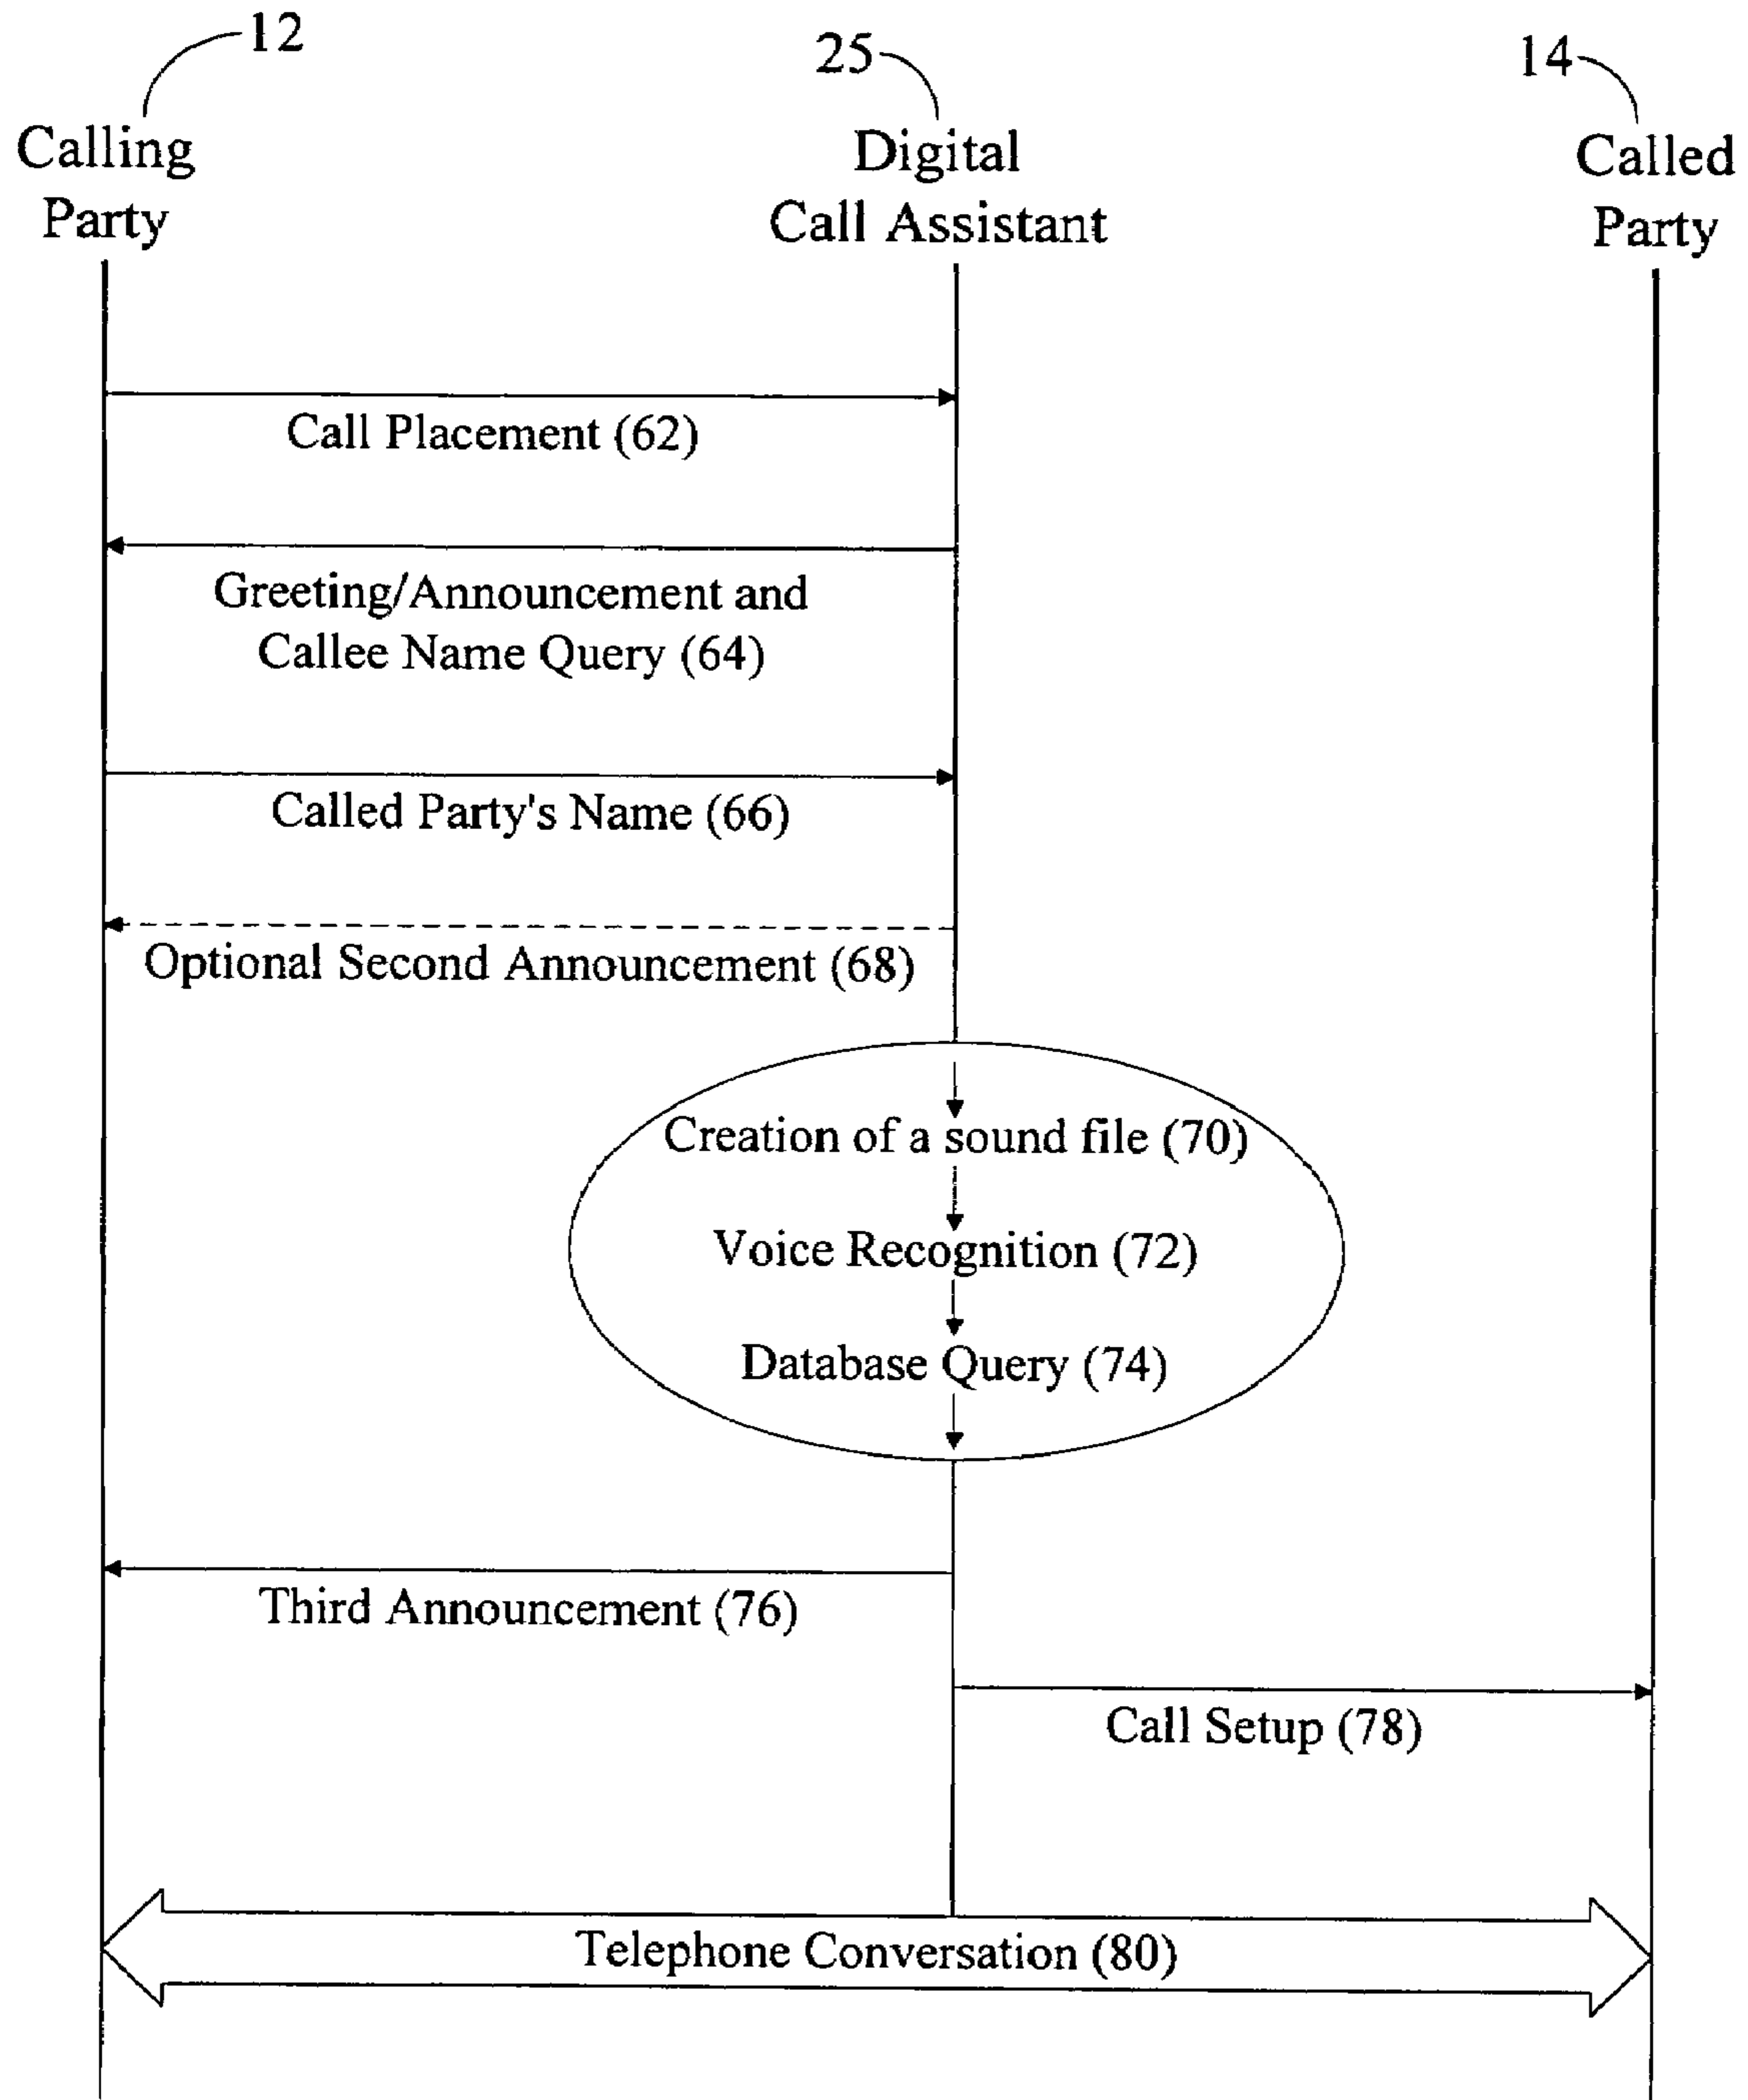 12
25
14
Calling
Party
Digital
Call Assistant
Called
Party
Call Placement (62)
Greeting/Announcement and
Callee Name Query (64)
Called Party's Name (66)
Optional Second Announcement (68)
Creation of a sound file (70)
Voice Recognition (72)
Database Query (74)
Third Announcement (76)
Call Setup (78)
Telephone Conversation (80)